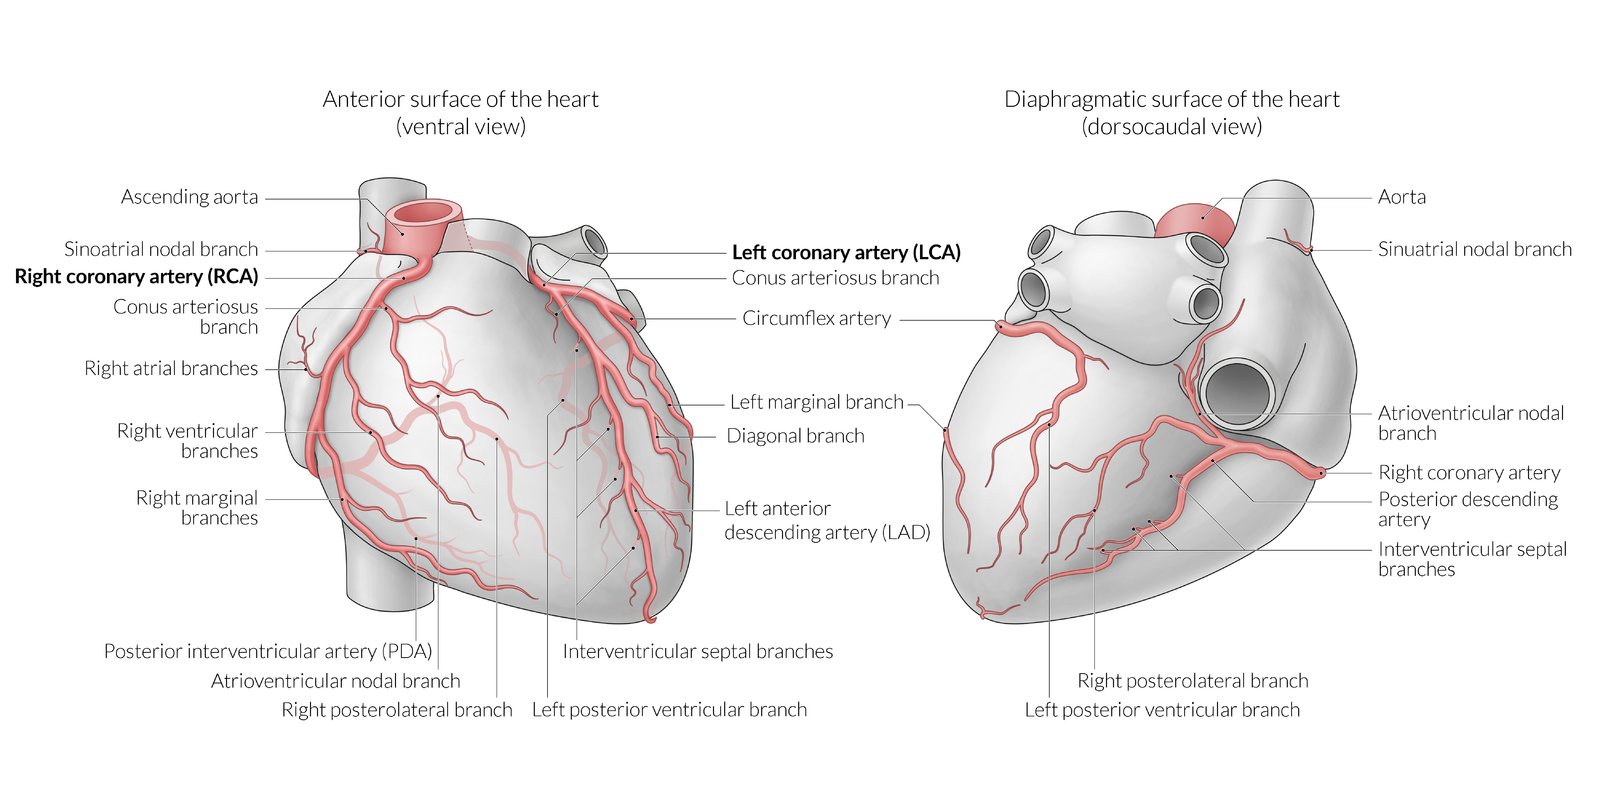 Anterior surface of the heart
(ventral view)
Diaphragmatic surface of the heart
(dorsocaudal view)
Ascending aorta
Sinoatrial nodal branch
Right coronary artery (RCA)
Conus arteriosus
branch
Right atrial branches
Right ventricular
branches
Right marginal
branches
Left coronary artery (LCA)
Conus arteriosus branch
Circumflex artery
Left marginal branch
Diagonal branch
Left anterior
descending artery (LAD)
Posterior interventricular artery (PDA)
Atrioventricular nodal branch
Right posterolateral branch
Interventricular septal branches
Left posterior ventricular branch
Aorta
Sinuatrial nodal branch
Atrioventricular nodal
branch
Right coronary artery
Posterior descending
artery
Interventricular septal
branches
Right posterolateral branch
Left posterior ventricular branch